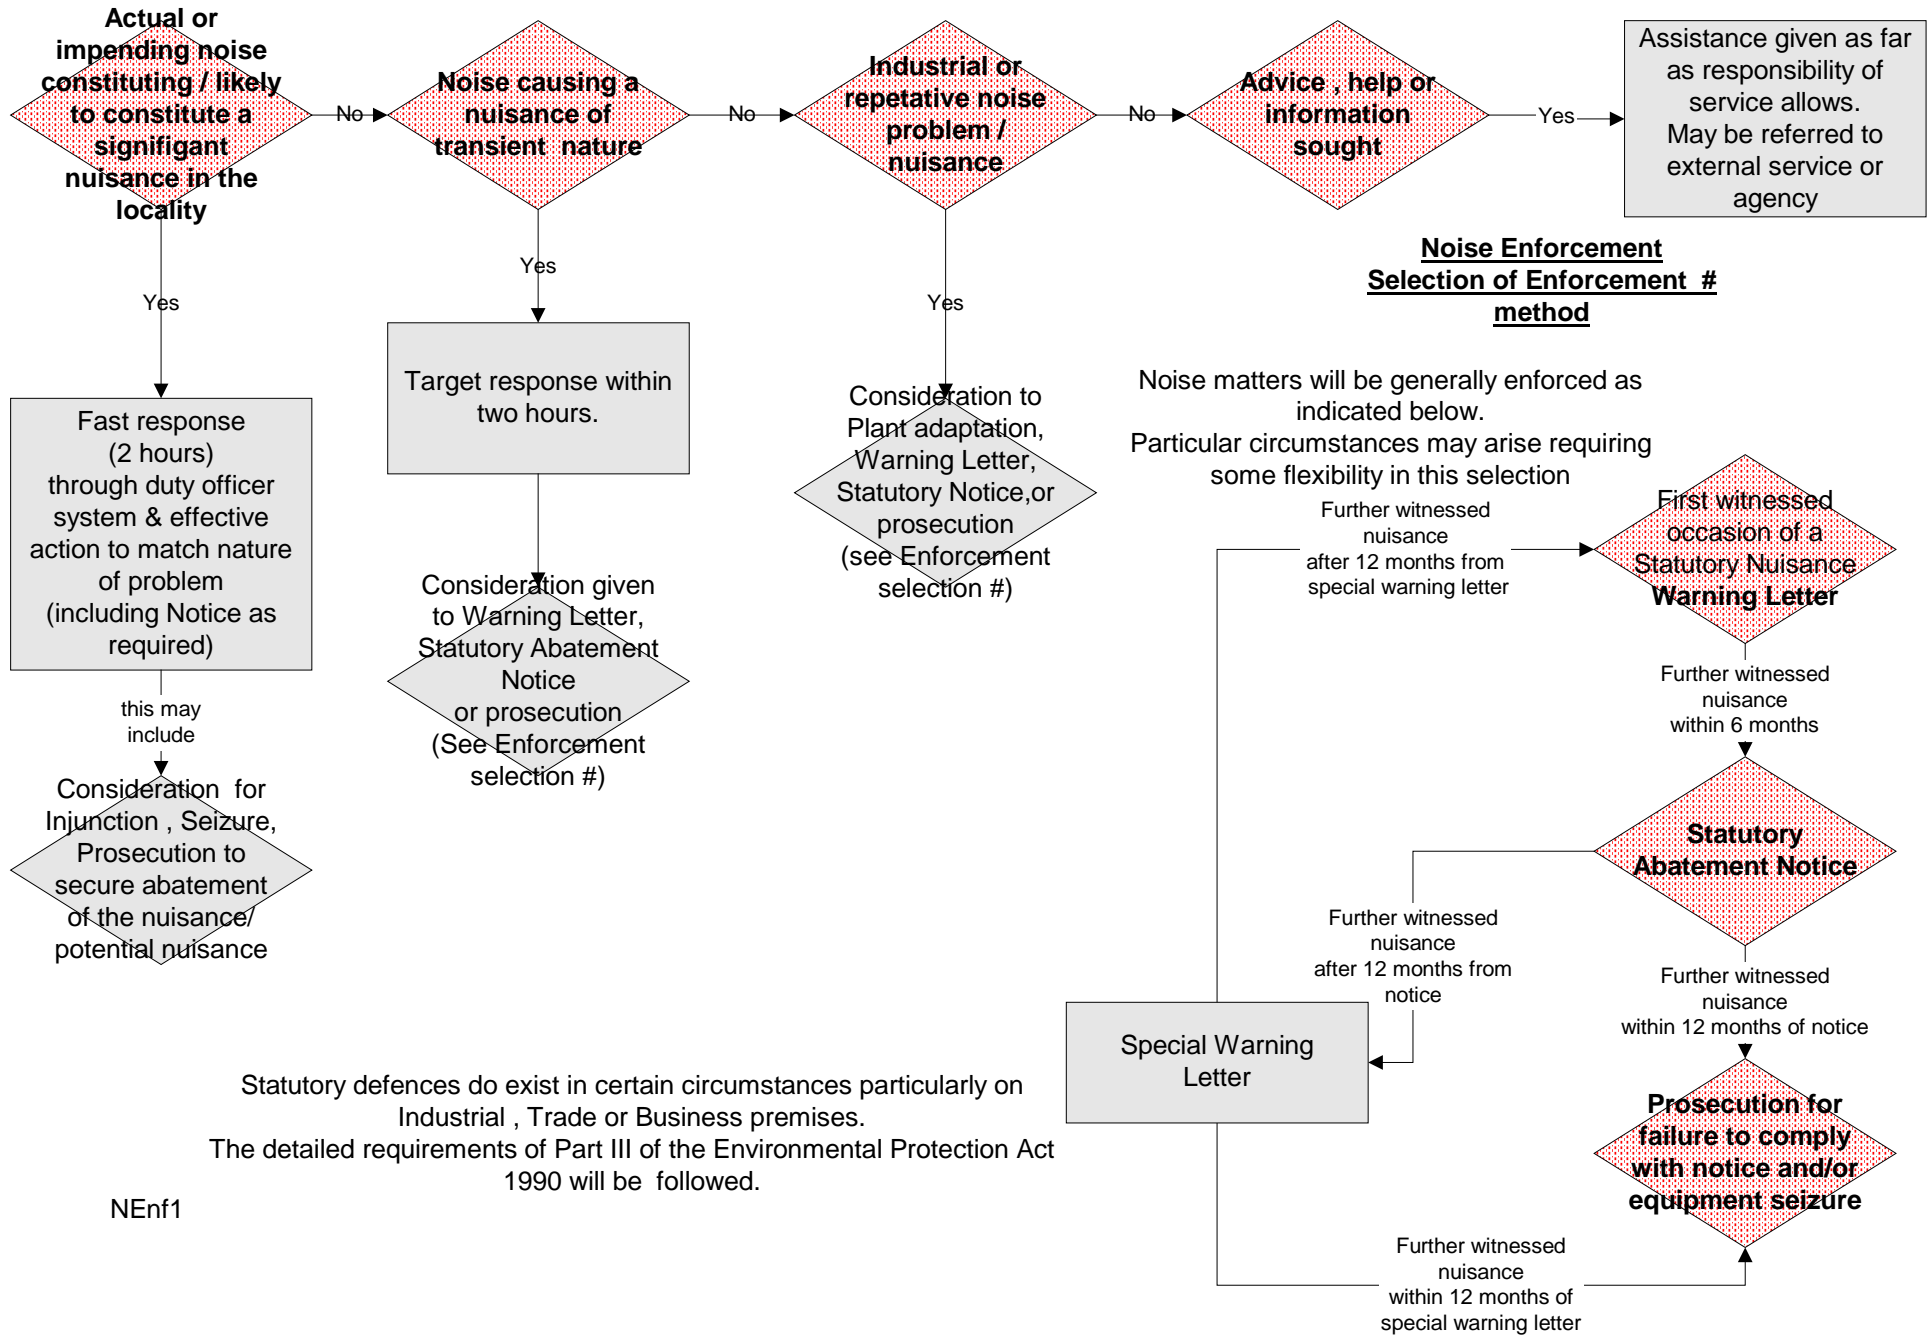 Actual or
impending noise
constituting / likely
to constitute a
signifigant
nuisance in the
locality
No
Noise causing a
nuisance of
transient nature
No
Industrial or
repetative noise
problem /
nuisance
No
Advice , help or
information
sought
Yes
Assistance given as far
as responsibility of
service allows.
May be referred to
external service or
agency
Yes
Fast response
(2 hours)
through duty officer
system & effective
action to match nature
of problem
(including Notice as
required)
this may
include
Consideration for
Injunction , Seizure,
Prosecution to
secure abatement
of the nuisance/
potential nuisance
Yes
Target response within
two hours.
Consideration given
to Warning Letter,
Statutory Abatement
Notice
or prosecution
(See Enforcement
selection #)
Yes
Consideration to
Plant adaptation,
Warning Letter,
Statutory Notice,or
prosecution
(see Enforcement
selection #)
Noise Enforcement
Selection of Enforcement #
method
Noise matters will be generally enforced as
indicated below.
Particular circumstances may arise requiring
some flexibility in this selection
Further witnessed
nuisance
after 12 months from
special warning letter
First witnessed
occasion of a
Statutory Nuisance
Warning Letter
Further witnessed
nuisance
within 6 months
Statutory
Abatement Notice
Further witnessed
nuisance
after 12 months from
notice
Further witnessed
nuisance
within 12 months of notice
Special Warning
Letter
Prosecution for
failure to comply
with notice and/or
equipment seizure
Further witnessed
nuisance
within 12 months of
special warning letter
Statutory defences do exist in certain circumstances particularly on
Industrial , Trade or Business premises.
The detailed requirements of Part III of the Environmental Protection Act
1990 will be followed.
NEnf1